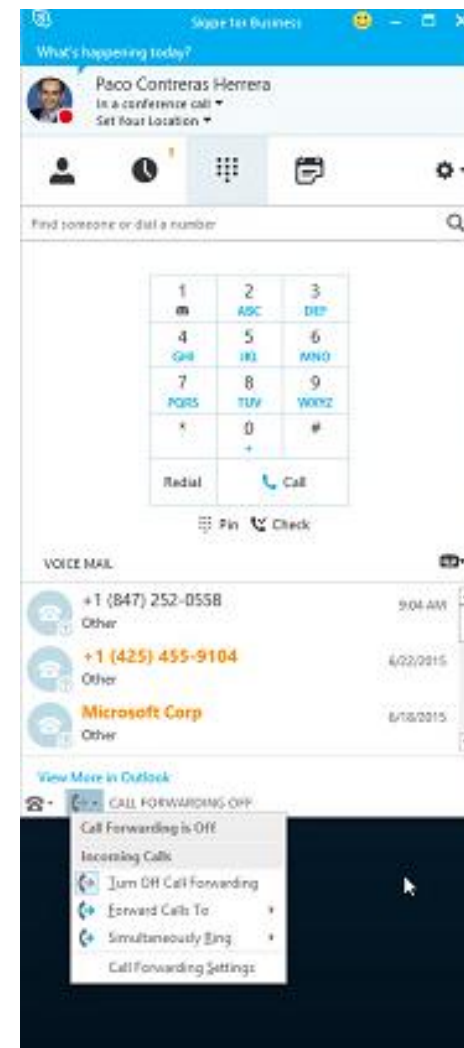 Skype for Business
What's happening today?
Paco Contreras Herrera
In a conference call
Set Your Location
1
Find someone or dial a number
1 2 3
ABC DEF
4 5 6
GHI JKL MNO
7 8 9
PQRS TUV WXYZ
* 0 #
+
Redial Call
Pin Check
VOICE MAIL
+1 (847) 252-0558 9:04 AM
Other
+1 (425) 455-9104 6/22/2015
Other
Microsoft Corp 6/18/2015
Other
View More in Outlook
CALL FORWARDING OFF
Call Forwarding is Off
Incoming Calls
Turn Off Call Forwarding
Forward Calls To
Simultaneously Ring
Call Forwarding Settings